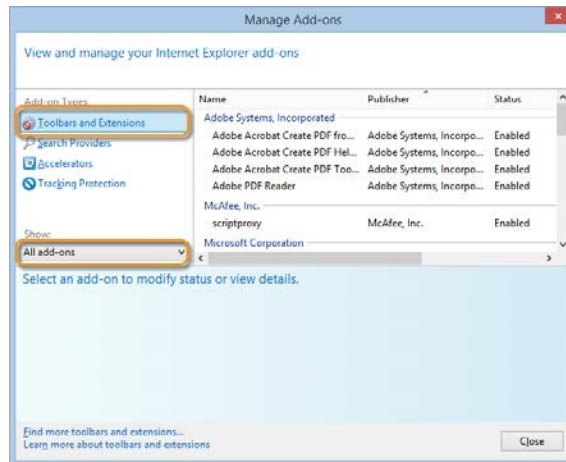 Manage Add-ons
View and manage your Internet Explorer add-ons
Add-on Types
Toolbars and Extensions
Search Providers
Accelerators
Tracking Protection
Show:
All add-ons
Name Publisher Status
Adobe Systems, Incorporated
Adobe Acrobat Create PDF fro... Adobe Systems, Incorpo... Enabled
Adobe Acrobat Create PDF Hel... Adobe Systems, Incorpo... Enabled
Adobe Acrobat Create PDF Too... Adobe Systems, Incorpo... Enabled
Adobe PDF Reader Adobe Systems, Incorpo... Enabled
McAfee, Inc.
scriptproxy McAfee, Inc. Enabled
Microsoft Corporation
Select an add-on to modify status or view details.
Find more toolbars and extensions...
Learn more about toolbars and extensions
Close